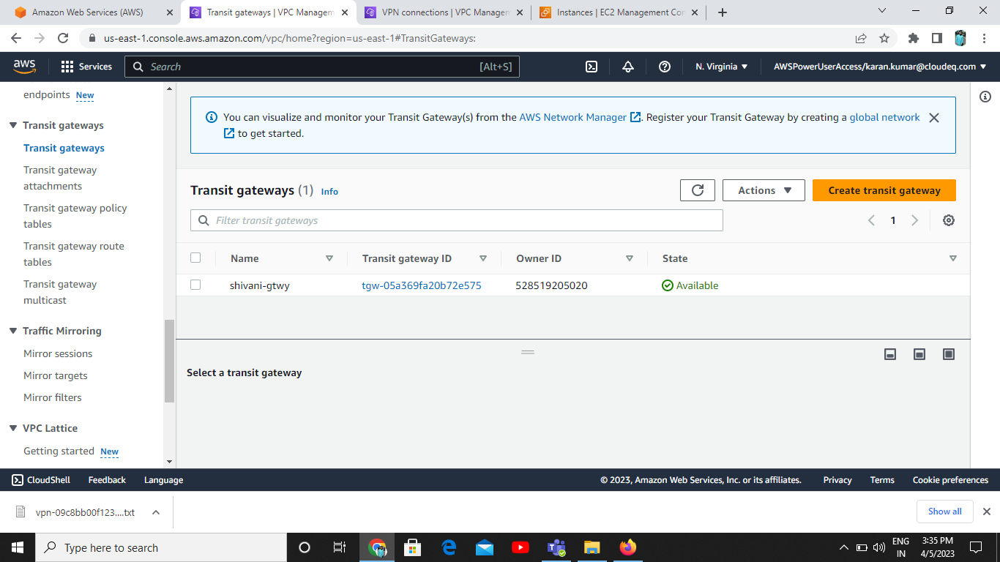 Amazon Web Services (AWS)
Transit gateways | VPC Managem
VPN connections | VPC Manager
Instances | EC2 Management Cor
us-east-1.console.aws.amazon.com/vpc/home?region=us-east-1#TransitGateways:
aws
Services
Search
[Alt+S]
N. Virginia
AWSPowerUserAccess/karan.kumar@cloudeq.com
endpoints New
Transit gateways
Transit gateways
Transit gateway
attachments
Transit gateway policy
tables
Transit gateway route
tables
Transit gateway
multicast
Traffic Mirroring
Mirror sessions
Mirror targets
Mirror filters
VPC Lattice
Getting started New
You can visualize and monitor your Transit Gateway(s) from the AWS Network Manager . Register your Transit Gateway by creating a global network
to get started.
Transit gateways (1) Info
Actions
Create transit gateway
Filter transit gateways
1
Name Transit gateway ID Owner ID State
shivani-gtwy tgw-05a369fa20b72e575 528519205020 Available
Select a transit gateway
CloudShell Feedback Language
© 2023, Amazon Web Services, Inc. or its affiliates. Privacy Terms Cookie preferences
vpn-09c8bb00f123....txt
Show all
Type here to search
ENG
IN
3:35 PM
4/5/2023